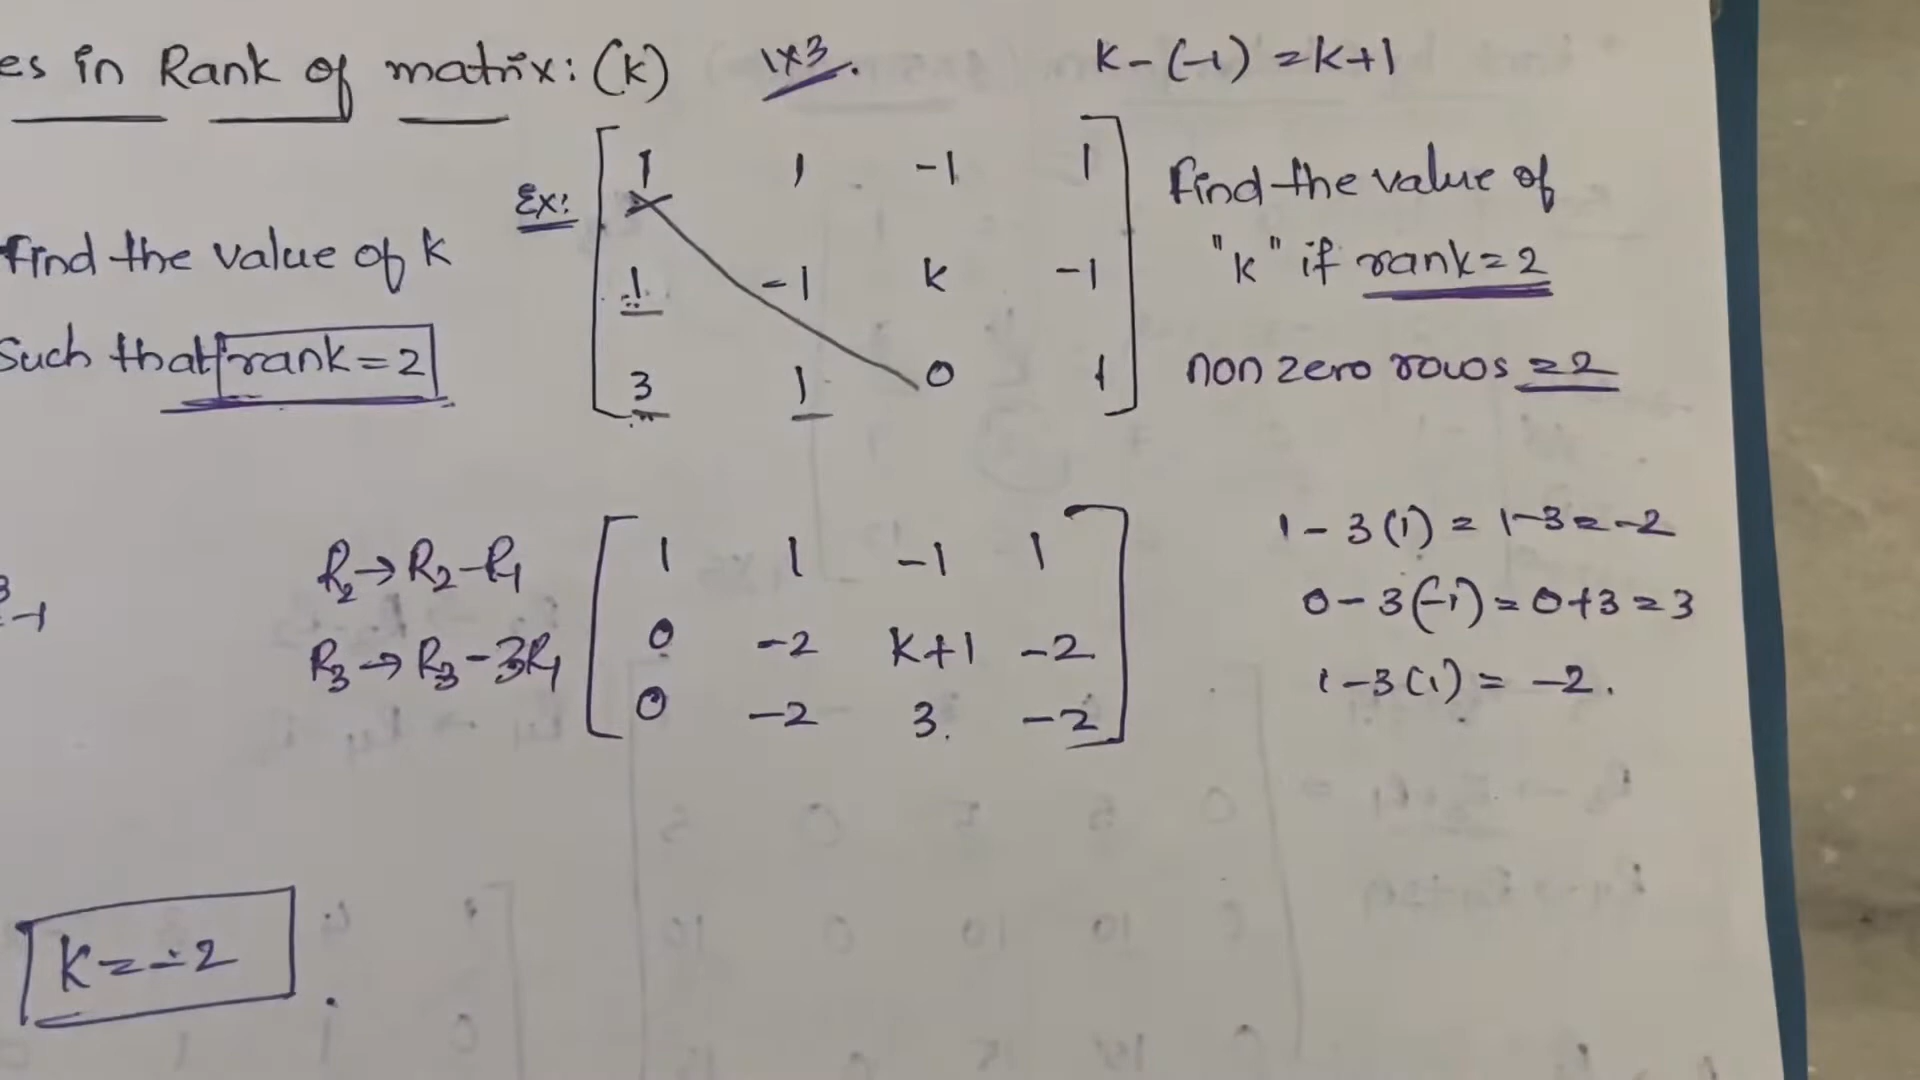 es in Rank of matrix: (k) 1x3. k-(-1) = k+1
Ex: [ 1 1 -1 1 ] find the value of
find the value of k [ 1 -1 k -1 ] "k" if rank=2
Such that rank=2 [ 3 1 0 1 ] non zero rows = 2
R2→R2-R1 [ 1 1 -1 1 ] 1-3(1) = 1-3=-2
R3→R3-3R1 [ 0 -2 k+1 -2 ] 0-3(-1)=0+3=3
[ 0 -2 3 -2 ] 1-3(1) = -2.
k=-2